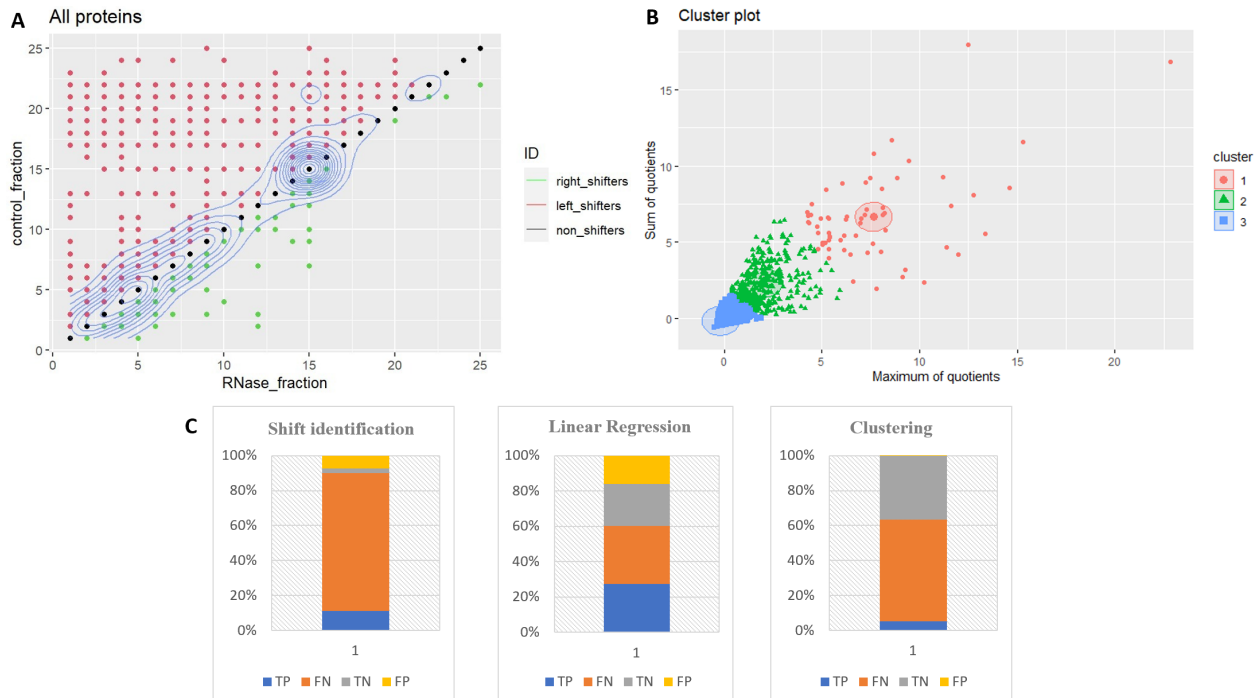 A
All proteins
control_fraction
25
20
15
10
5
0
0
5
10
15
20
25
RNase_fraction
ID
right_shifters
left_shifters
non_shifters
B
Cluster plot
Sum of quotients
15
10
5
0
0
5
10
15
20
Maximum of quotients
cluster
1
2
3
C
Shift identification
100%
80%
60%
40%
20%
0%
1
TP FN TN FP
Linear Regression
100%
80%
60%
40%
20%
0%
1
TP FN TN FP
Clustering
100%
80%
60%
40%
20%
0%
1
TP FN TN FP